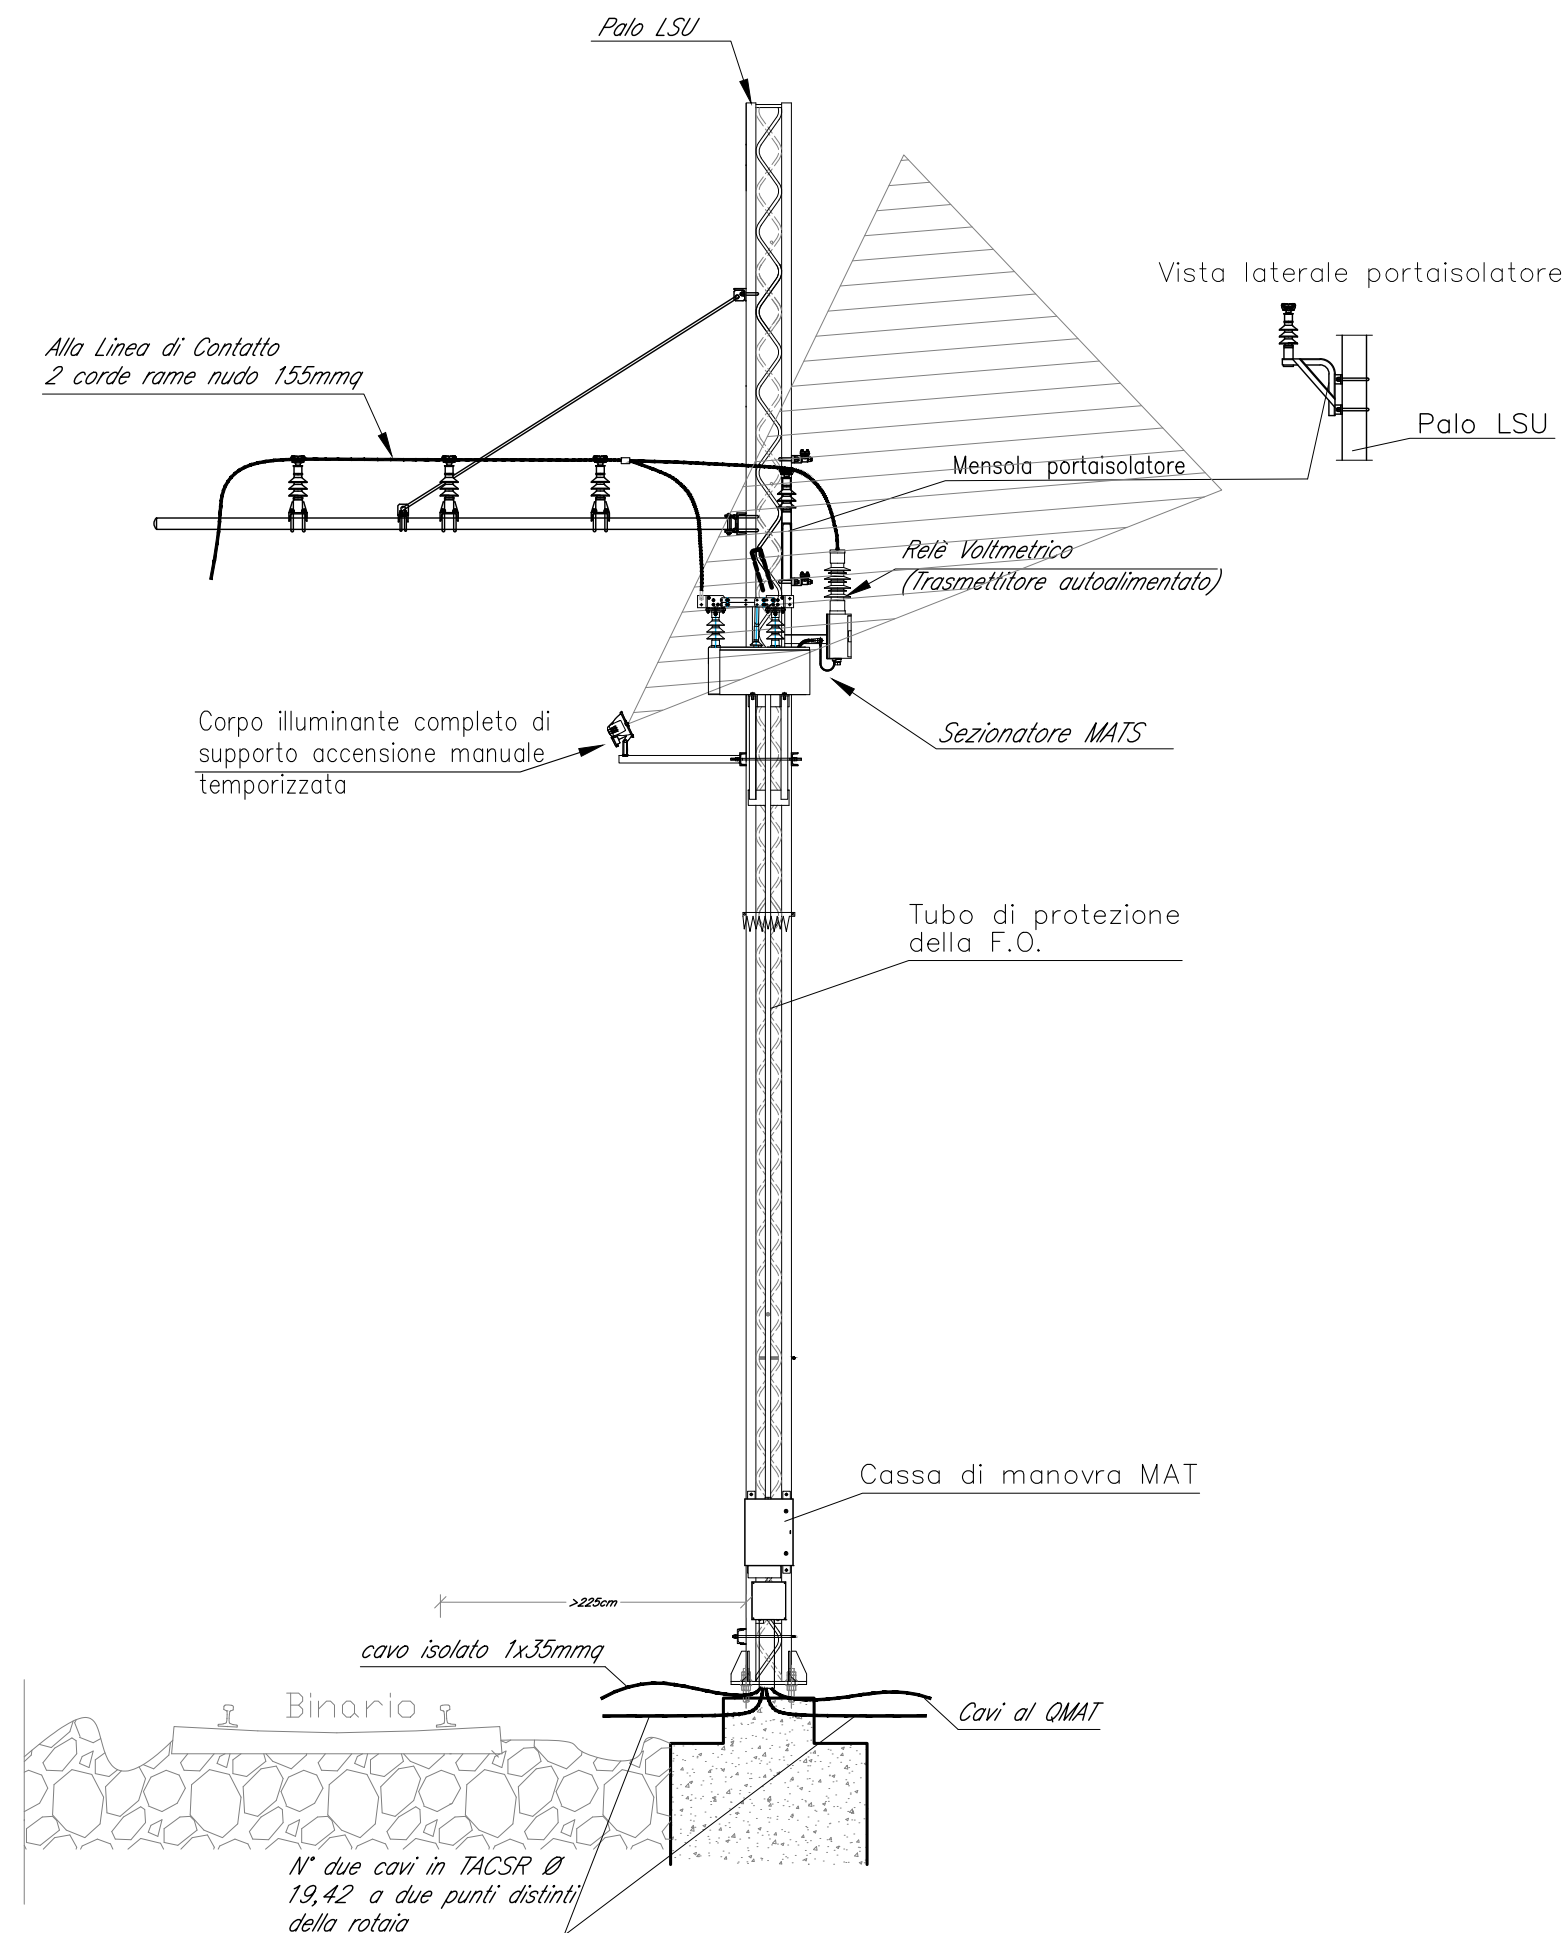 Palo LSU
Vista laterale portaisolatore
Alla Linea di Contatto
2 corde rame nudo 155mmq
Palo LSU
Mensola portaisolatore
Relè Voltmetrico
(Trasmettitore autoalimentato)
Corpo illuminante completo di
supporto accensione manuale
temporizzata
Sezionatore MATS
Tubo di protezione
della F.O.
Cassa di manovra MAT
>225cm
cavo isolato 1x35mmq
Binario
Cavi al QMAT
N° due cavi in TACSR Ø
19,42 a due punti distinti
della rotaia